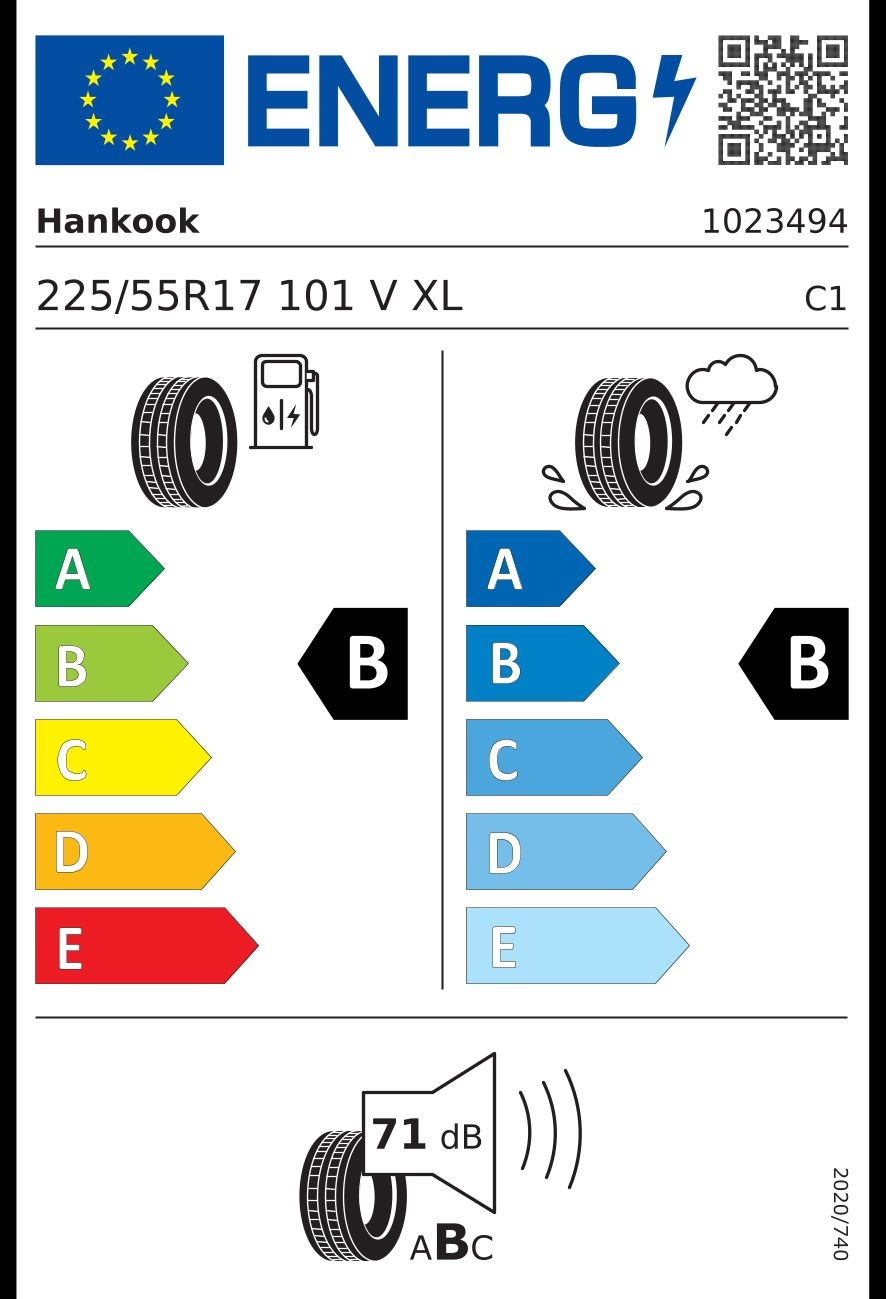 ENERG
Hankook 1023494
225/55R17 101 V XL C1
A A
B B B B
C C
D D
E E
71 dB
ABC
2020/740